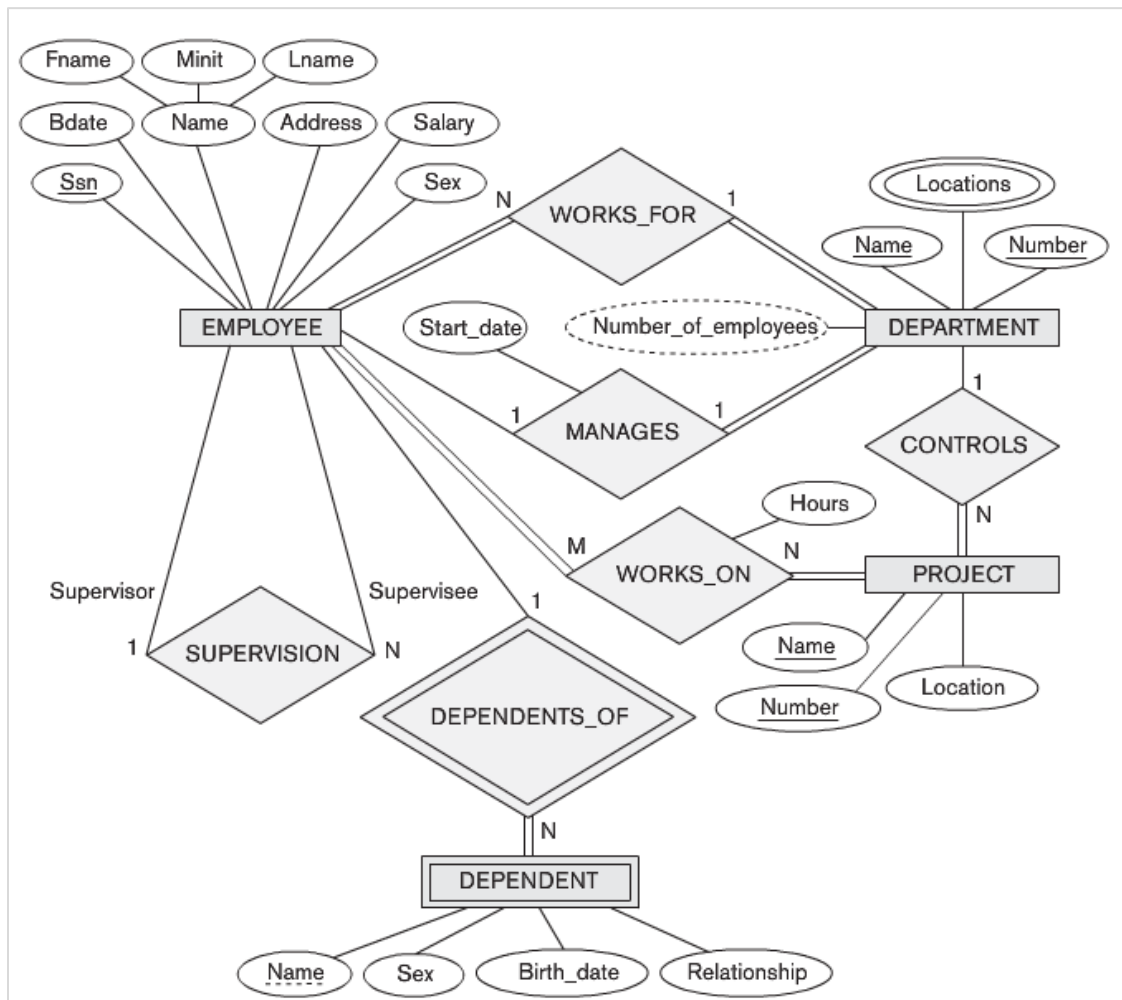 Fname Minit Lname
Bdate Name Address Salary
Ssn Sex
N WORKS_FOR 1
Locations
Name Number
EMPLOYEE Start_date Number_of_employees DEPARTMENT
1 MANAGES 1
1
CONTROLS
N
Hours
M WORKS_ON N
PROJECT
Supervisor Supervisee
1 SUPERVISION N
1
Name
Number Location
DEPENDENTS_OF
N
DEPENDENT
Name Sex Birth_date Relationship